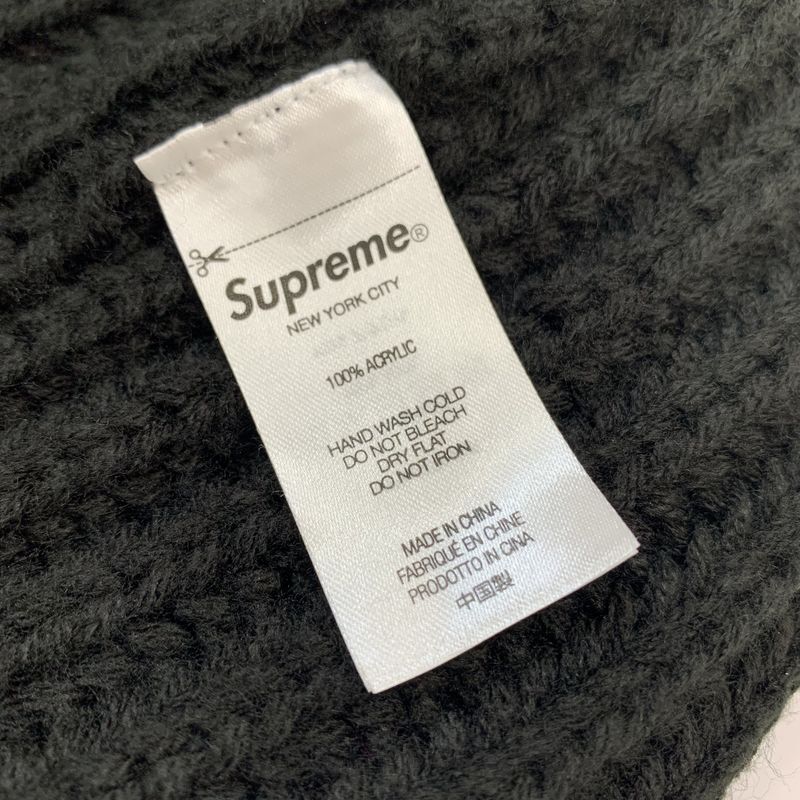 Supreme®
NEW YORK CITY
100% ACRYLIC
HAND WASH COLD
DO NOT BLEACH
DRY FLAT
DO NOT IRON
MADE IN CHINA
FABRIQUÉ EN CHINE
PRODOTTO IN CINA
中国製